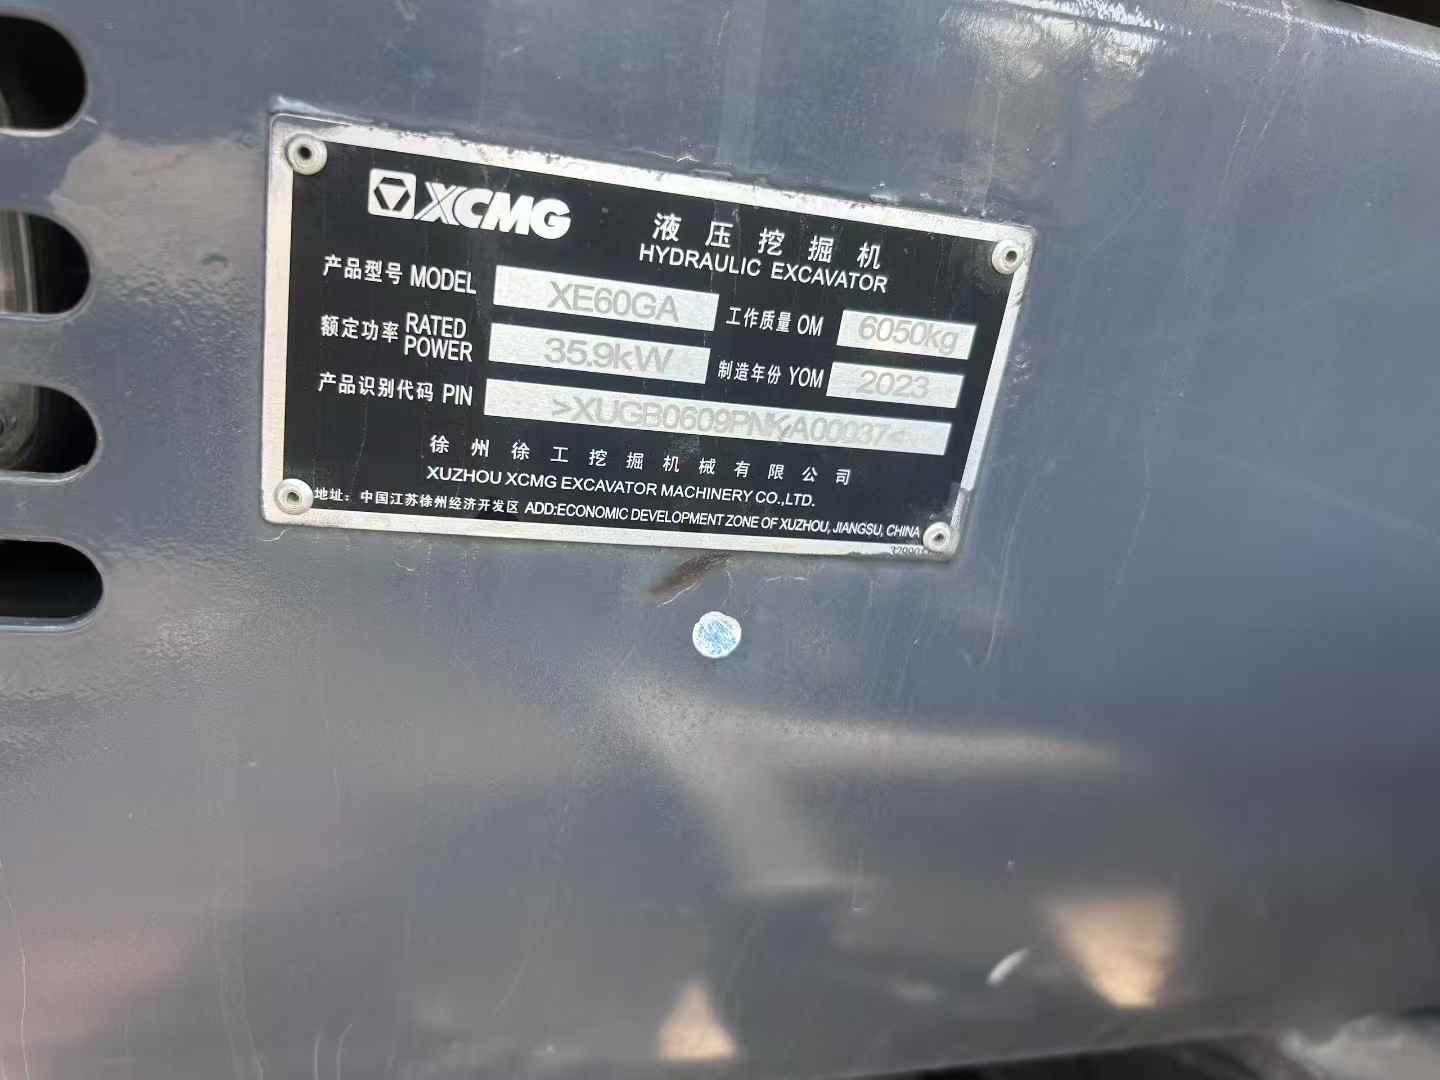 XCMG
液压挖掘机
HYDRAULIC EXCAVATOR
产品型号 MODEL XE60GA 工作质量 OM 6050kg
额定功率 RATED POWER 35.9kW 制造年份 YOM 2023
产品识别代码 PIN >XUGB0609PNKA00037<
徐州徐工挖掘机械有限公司
XUZHOU XCMG EXCAVATOR MACHINERY CO.,LTD.
地址：中国江苏徐州经济开发区 ADD:ECONOMIC DEVELOPMENT ZONE OF XUZHOU, JIANGSU, CHINA